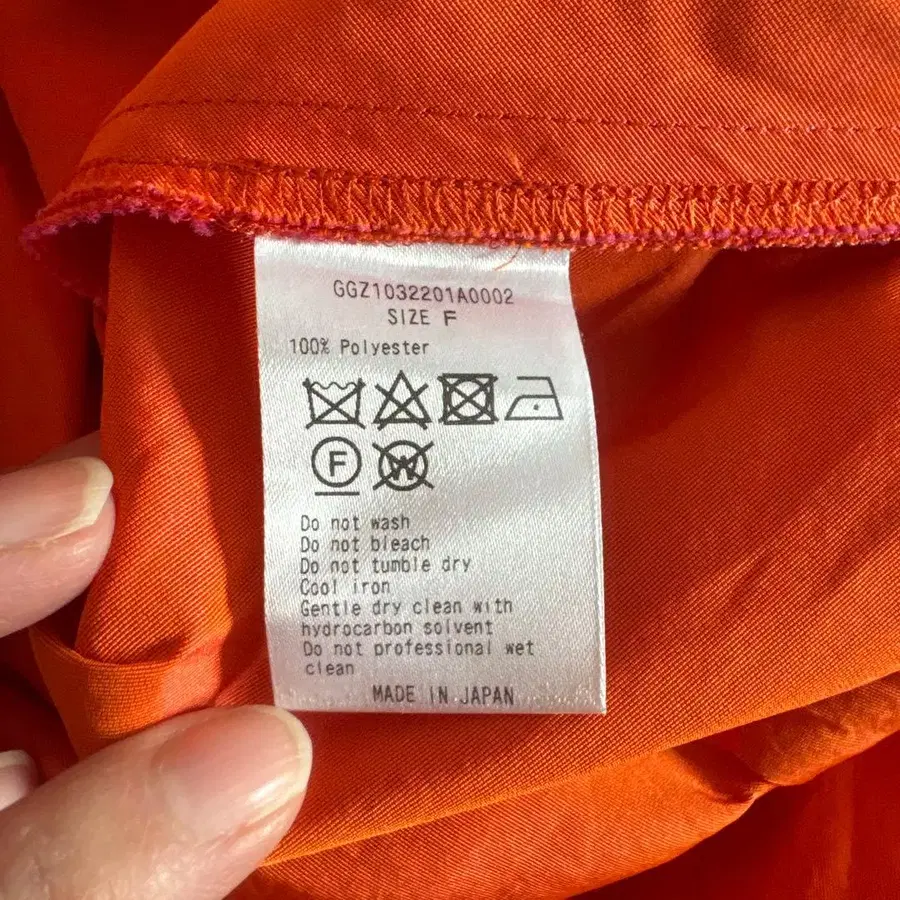 GGZ1032201A0002
SIZE F
100% Polyester
F W
Do not wash
Do not bleach
Do not tumble dry
Cool iron
Gentle dry clean with
hydrocarbon solvent
Do not professional wet
clean
MADE IN JAPAN